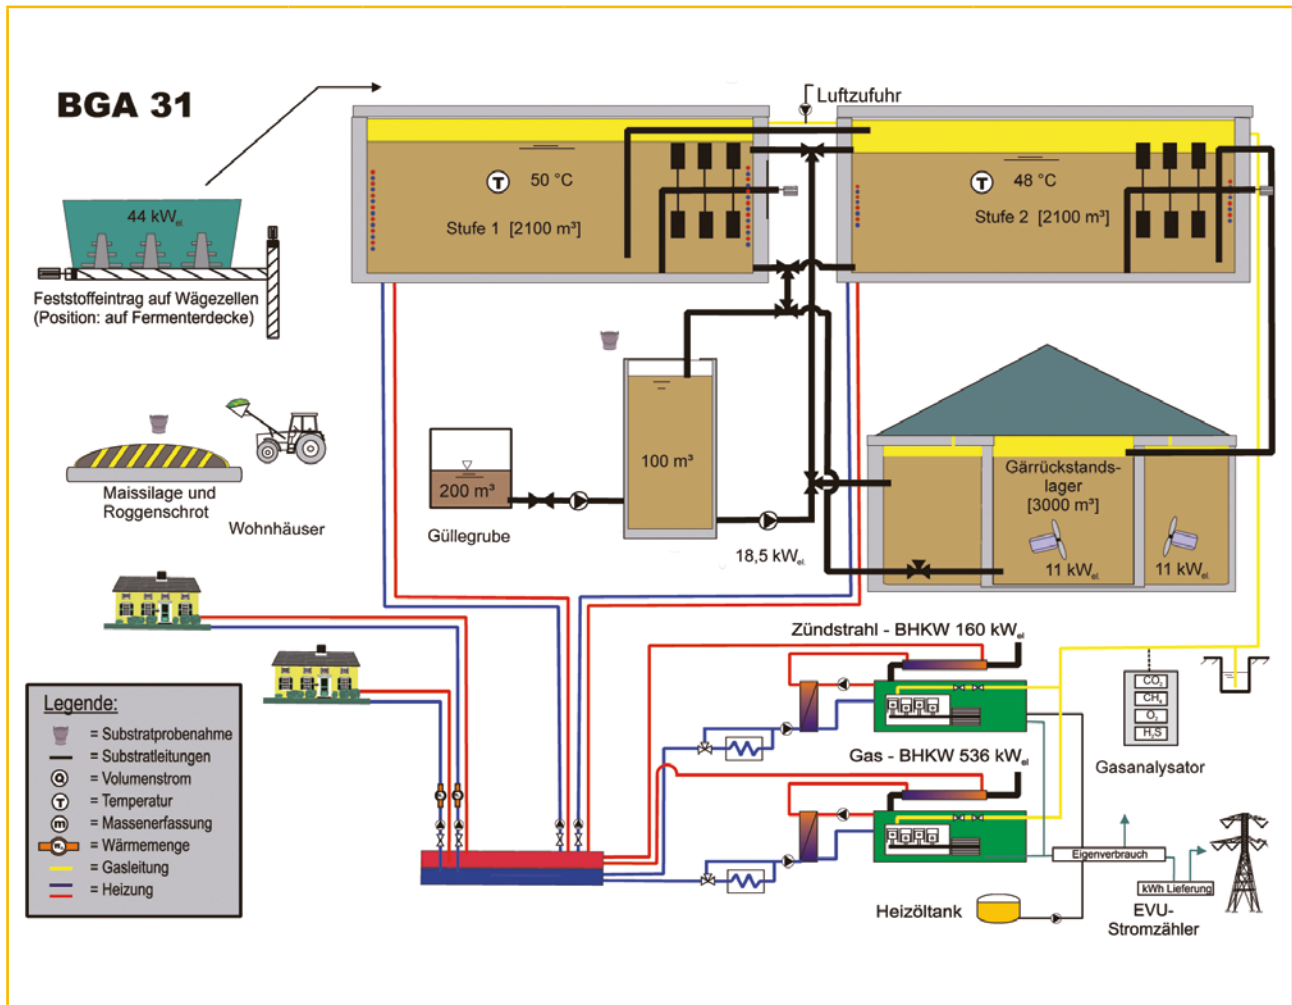 BGA 31
Luftzufuhr
T
50 °C
T
48 °C
Stufe 1 [2100 m³]
Stufe 2 [2100 m³]
44 kWel.
Feststoffeintrag auf Wägezellen
(Position: auf Fermenterdecke)
Maissilage und
Roggenschrot
Wohnhäuser
200 m³
Güllegrube
100 m³
18,5 kWel.
Gärrückstands-
lager
[3000 m³]
11 kWel.
11 kWel.
Zündstrahl - BHKW 160 kWel
Gas - BHKW 536 kWel
CO2
CH4
O2
H2S
Gasanalysator
Eigenverbrauch
kWh Lieferung
EVU-
Stromzähler
Heizöltank
Legende:
= Substratprobenahme
= Substratleitungen
Q = Volumenstrom
T = Temperatur
m = Massenerfassung
= Wärmemenge
= Gasleitung
= Heizung